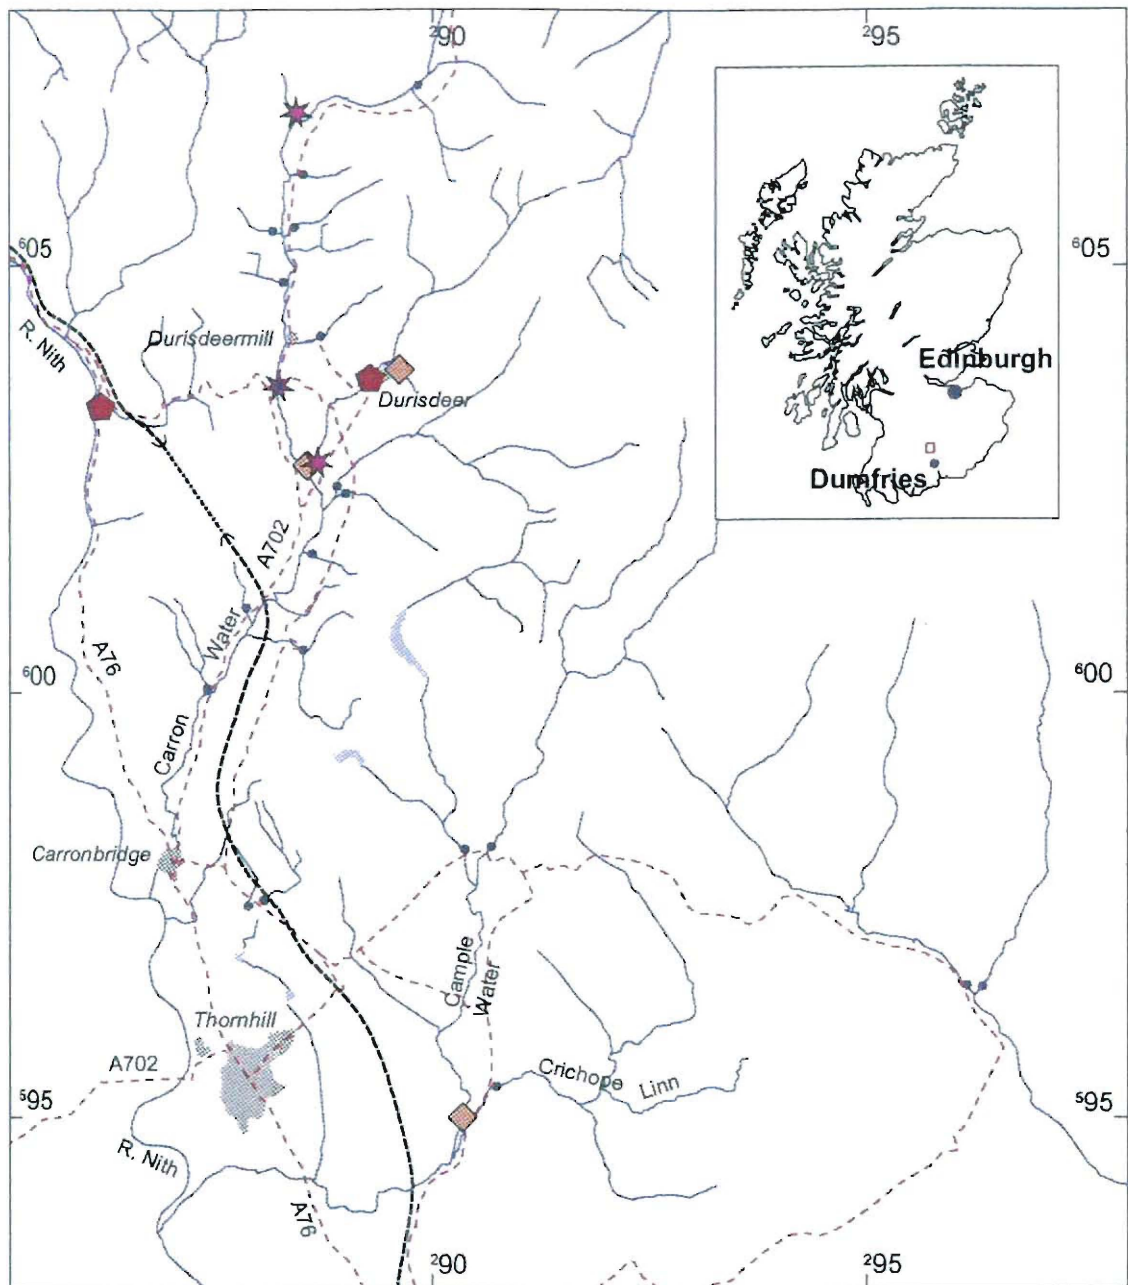 ²90
²95
⁶05
⁶05
R. Nith
Durisdeermill
Durisdeer
Edinburgh
Dumfries
A702
Water
A76
⁶00
⁶00
Carron
Carronbridge
Cample
Water
Thornhill
A702
Crichope Linn
⁵95
⁵95
R. Nith
A76
²90
²95